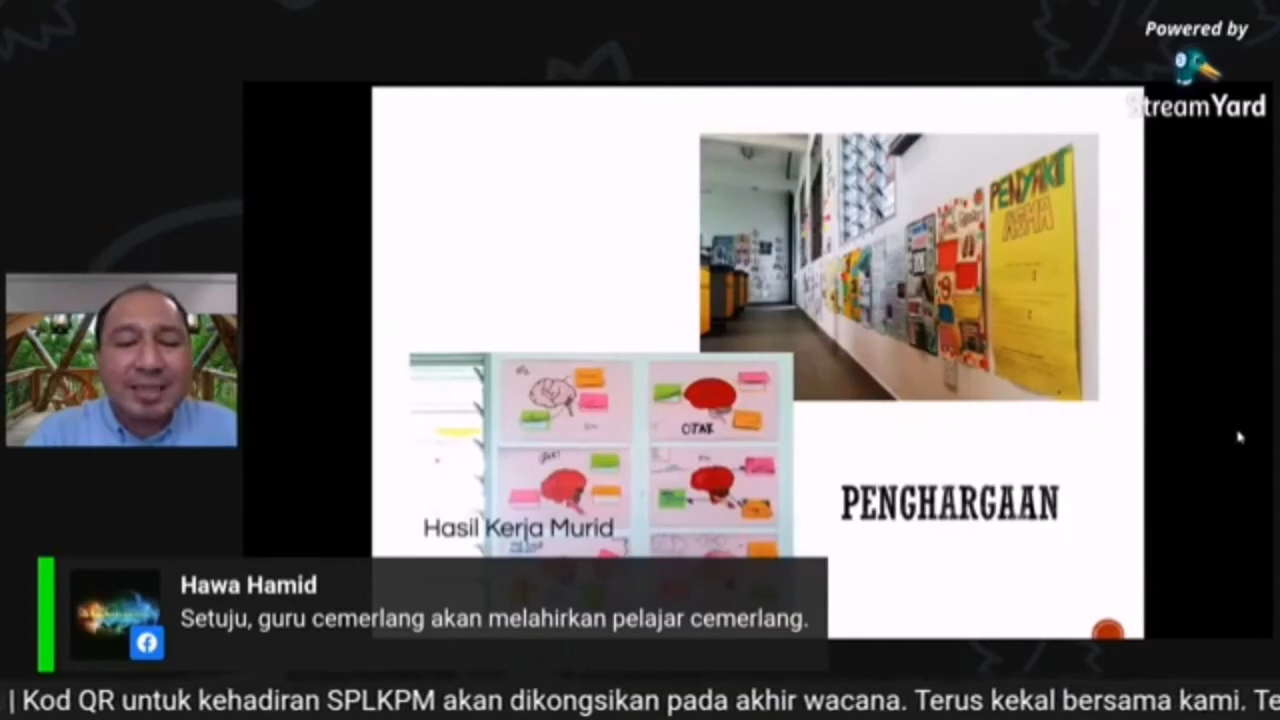 Powered by
StreamYard
PENYAKIT
ASMA
OTAK
PENGHARGAAN
Hasil Kerja Murid
Hawa Hamid
Setuju, guru cemerlang akan melahirkan pelajar cemerlang.
| Kod QR untuk kehadiran SPLKPM akan dikongsikan pada akhir wacana. Terus kekal bersama kami. Te